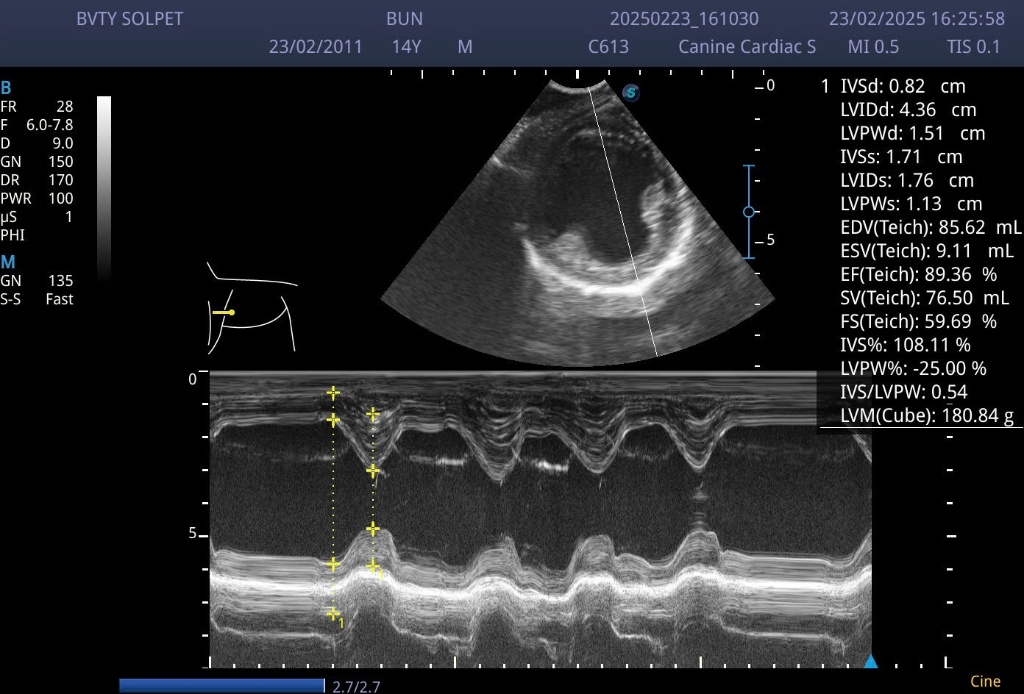 BVTY SOLPET BUN 20250223_161030 23/02/2025 16:25:58
23/02/2011 14Y M C613 Canine Cardiac S MI 0.5 TIS 0.1
B
FR 28
F 6.0-7.8
D 9.0
GN 150
DR 170
PWR 100
µS 1
PHI
M
GN 135
S-S Fast
S
0
5
1 IVSd: 0.82 cm
LVIDd: 4.36 cm
LVPWd: 1.51 cm
IVSs: 1.71 cm
LVIDs: 1.76 cm
LVPWs: 1.13 cm
EDV(Teich): 85.62 mL
ESV(Teich): 9.11 mL
EF(Teich): 89.36 %
SV(Teich): 76.50 mL
FS(Teich): 59.69 %
IVS%: 108.11 %
LVPW%: -25.00 %
IVS/LVPW: 0.54
LVM(Cube): 180.84 g
0
5
1
1
2.7/2.7
Cine